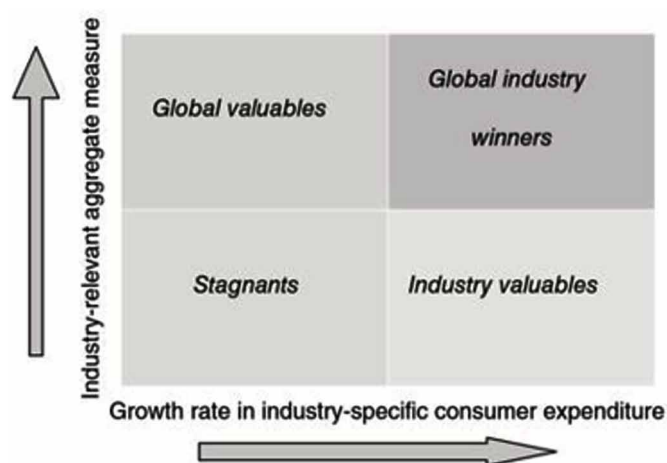 Industry-relevant aggregate measure
Global valuables
Global industry
winners
Stagnants
Industry valuables
Growth rate in industry-specific consumer expenditure